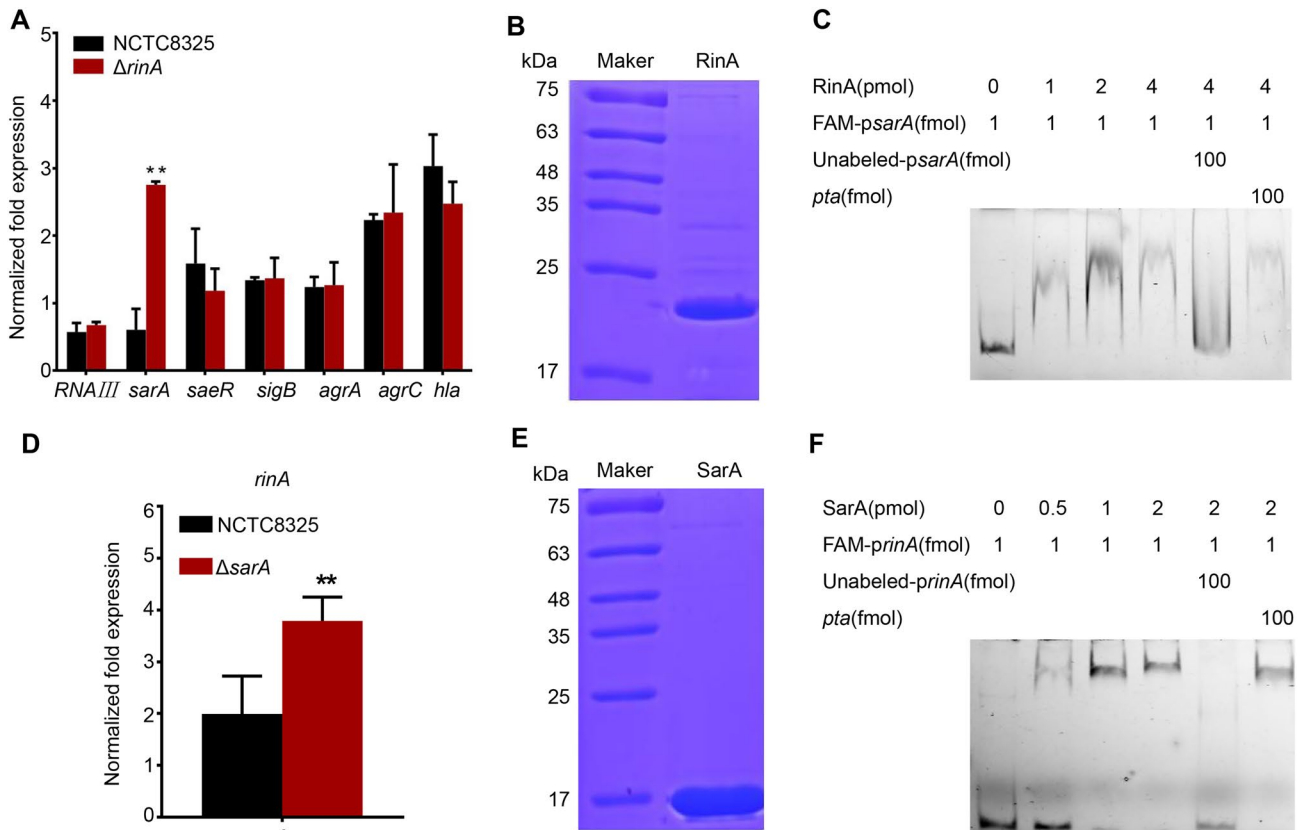 A
5
4
3
2
1
0
Normalized fold expression
NCTC8325
ΔrinA
**
RNAIII sarA saeR sigB agrA agrC hla
B
kDa Maker RinA
75
63
48
35
25
17
C
RinA(pmol) 0 1 2 4 4 4
FAM-psarA(fmol) 1 1 1 1 1 1
Unabeled-psarA(fmol) 100
pta(fmol) 100
D
rinA
6
5
4
3
2
1
0
Normalized fold expression
NCTC8325
ΔsarA
**
E
kDa Maker SarA
75
63
48
35
25
17
F
SarA(pmol) 0 0.5 1 2 2 2
FAM-prinA(fmol) 1 1 1 1 1 1
Unabeled-prinA(fmol) 100
pta(fmol) 100